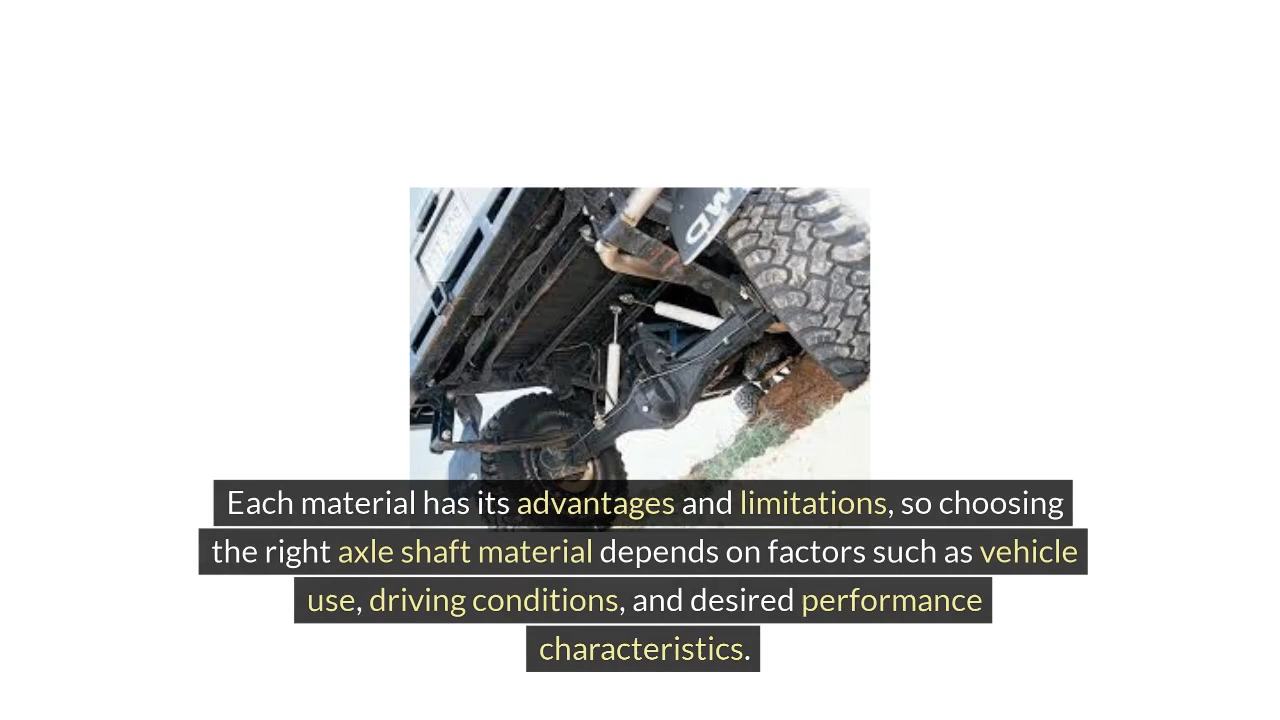 DWD
Each material has its advantages and limitations, so choosing
the right axle shaft material depends on factors such as vehicle
use, driving conditions, and desired performance
characteristics.